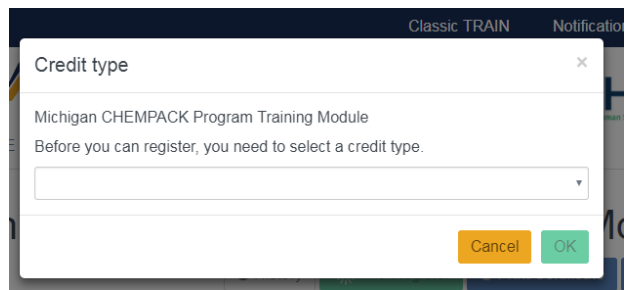 Classic TRAIN Notification
Credit type
×
Michigan CHEMPACK Program Training Module
Before you can register, you need to select a credit type.
Cancel OK